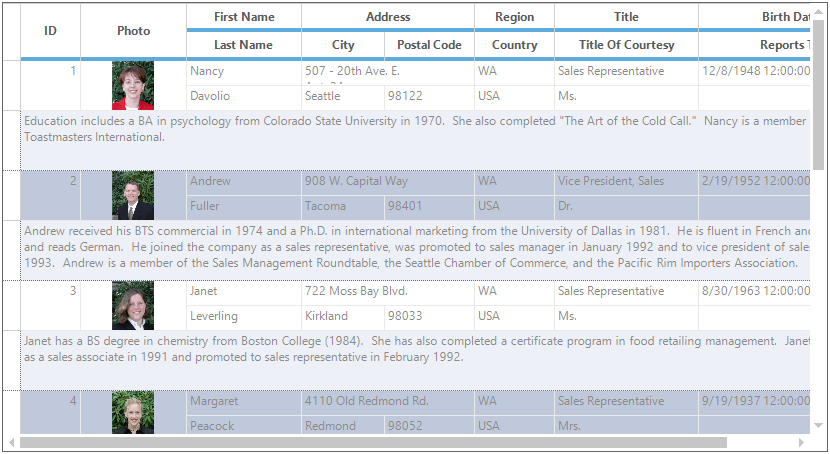 First Name Address Region Title Birth Dat
ID Photo
Last Name City Postal Code Country Title Of Courtesy Reports T
1 Nancy 507 - 20th Ave. E. WA Sales Representative 12/8/1948 12:00:00
Davolio Seattle 98122 USA Ms.
Education includes a BA in psychology from Colorado State University in 1970.  She also completed "The Art of the Cold Call."  Nancy is a member
Toastmasters International.
2 Andrew 908 W. Capital Way WA Vice President, Sales 2/19/1952 12:00:00
Fuller Tacoma 98401 USA Dr.
Andrew received his BTS commercial in 1974 and a Ph.D. in international marketing from the University of Dallas in 1981.  He is fluent in French and
and reads German.  He joined the company as a sales representative, was promoted to sales manager in January 1992 and to vice president of sale
1993.  Andrew is a member of the Sales Management Roundtable, the Seattle Chamber of Commerce, and the Pacific Rim Importers Association.
3 Janet 722 Moss Bay Blvd. WA Sales Representative 8/30/1963 12:00:00
Leverling Kirkland 98033 USA Ms.
Janet has a BS degree in chemistry from Boston College (1984).  She has also completed a certificate program in food retailing management.  Jane
as a sales associate in 1991 and promoted to sales representative in February 1992.
4 Margaret 4110 Old Redmond Rd. WA Sales Representative 9/19/1937 12:00:00
Peacock Redmond 98052 USA Mrs.